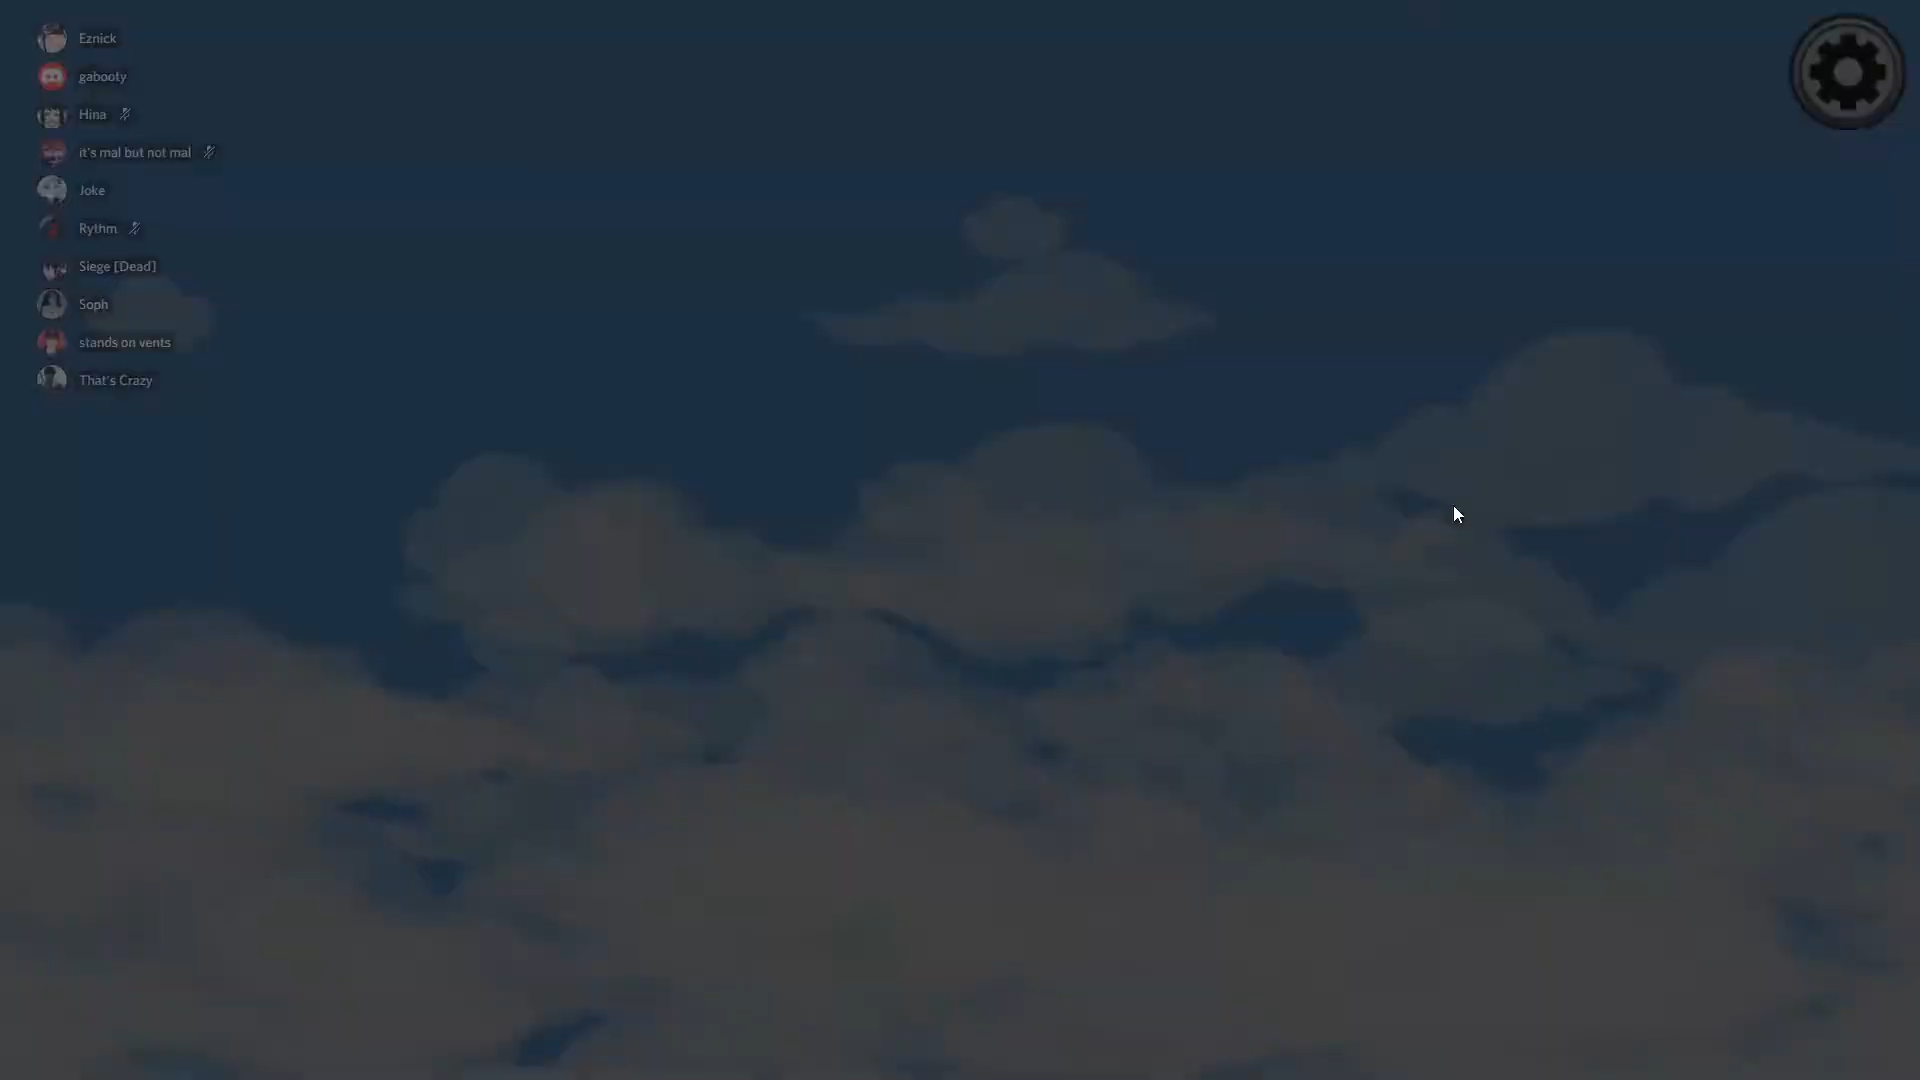 Eznick
gabooty
Hina
it's mal but not mal
Joke
Rythm
Siege [Dead]
Soph
stands on vents
That's Crazy